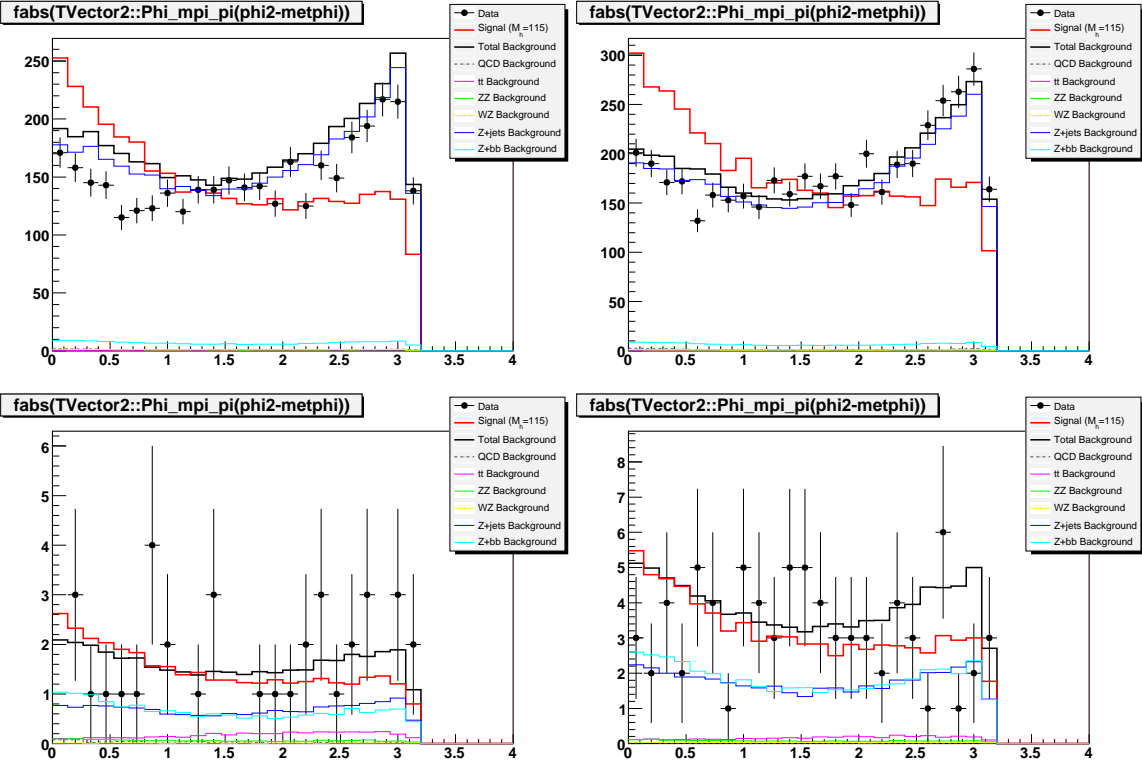 fabs(TVector2::Phi_mpi_pi(phi2-metphi))
Data
Signal (M_h=115)
Total Background
QCD Background
tt Background
ZZ Background
WZ Background
Z+jets Background
Z+bb Background
250
200
150
100
50
0
0 0.5 1 1.5 2 2.5 3 3.5 4
fabs(TVector2::Phi_mpi_pi(phi2-metphi))
Data
Signal (M_h=115)
Total Background
QCD Background
tt Background
ZZ Background
WZ Background
Z+jets Background
Z+bb Background
300
250
200
150
100
50
0
0 0.5 1 1.5 2 2.5 3 3.5 4
fabs(TVector2::Phi_mpi_pi(phi2-metphi))
Data
Signal (M_h=115)
Total Background
QCD Background
tt Background
ZZ Background
WZ Background
Z+jets Background
Z+bb Background
6
5
4
3
2
1
0
0 0.5 1 1.5 2 2.5 3 3.5 4
fabs(TVector2::Phi_mpi_pi(phi2-metphi))
Data
Signal (M_h=115)
Total Background
QCD Background
tt Background
ZZ Background
WZ Background
Z+jets Background
Z+bb Background
8
7
6
5
4
3
2
1
0
0 0.5 1 1.5 2 2.5 3 3.5 4